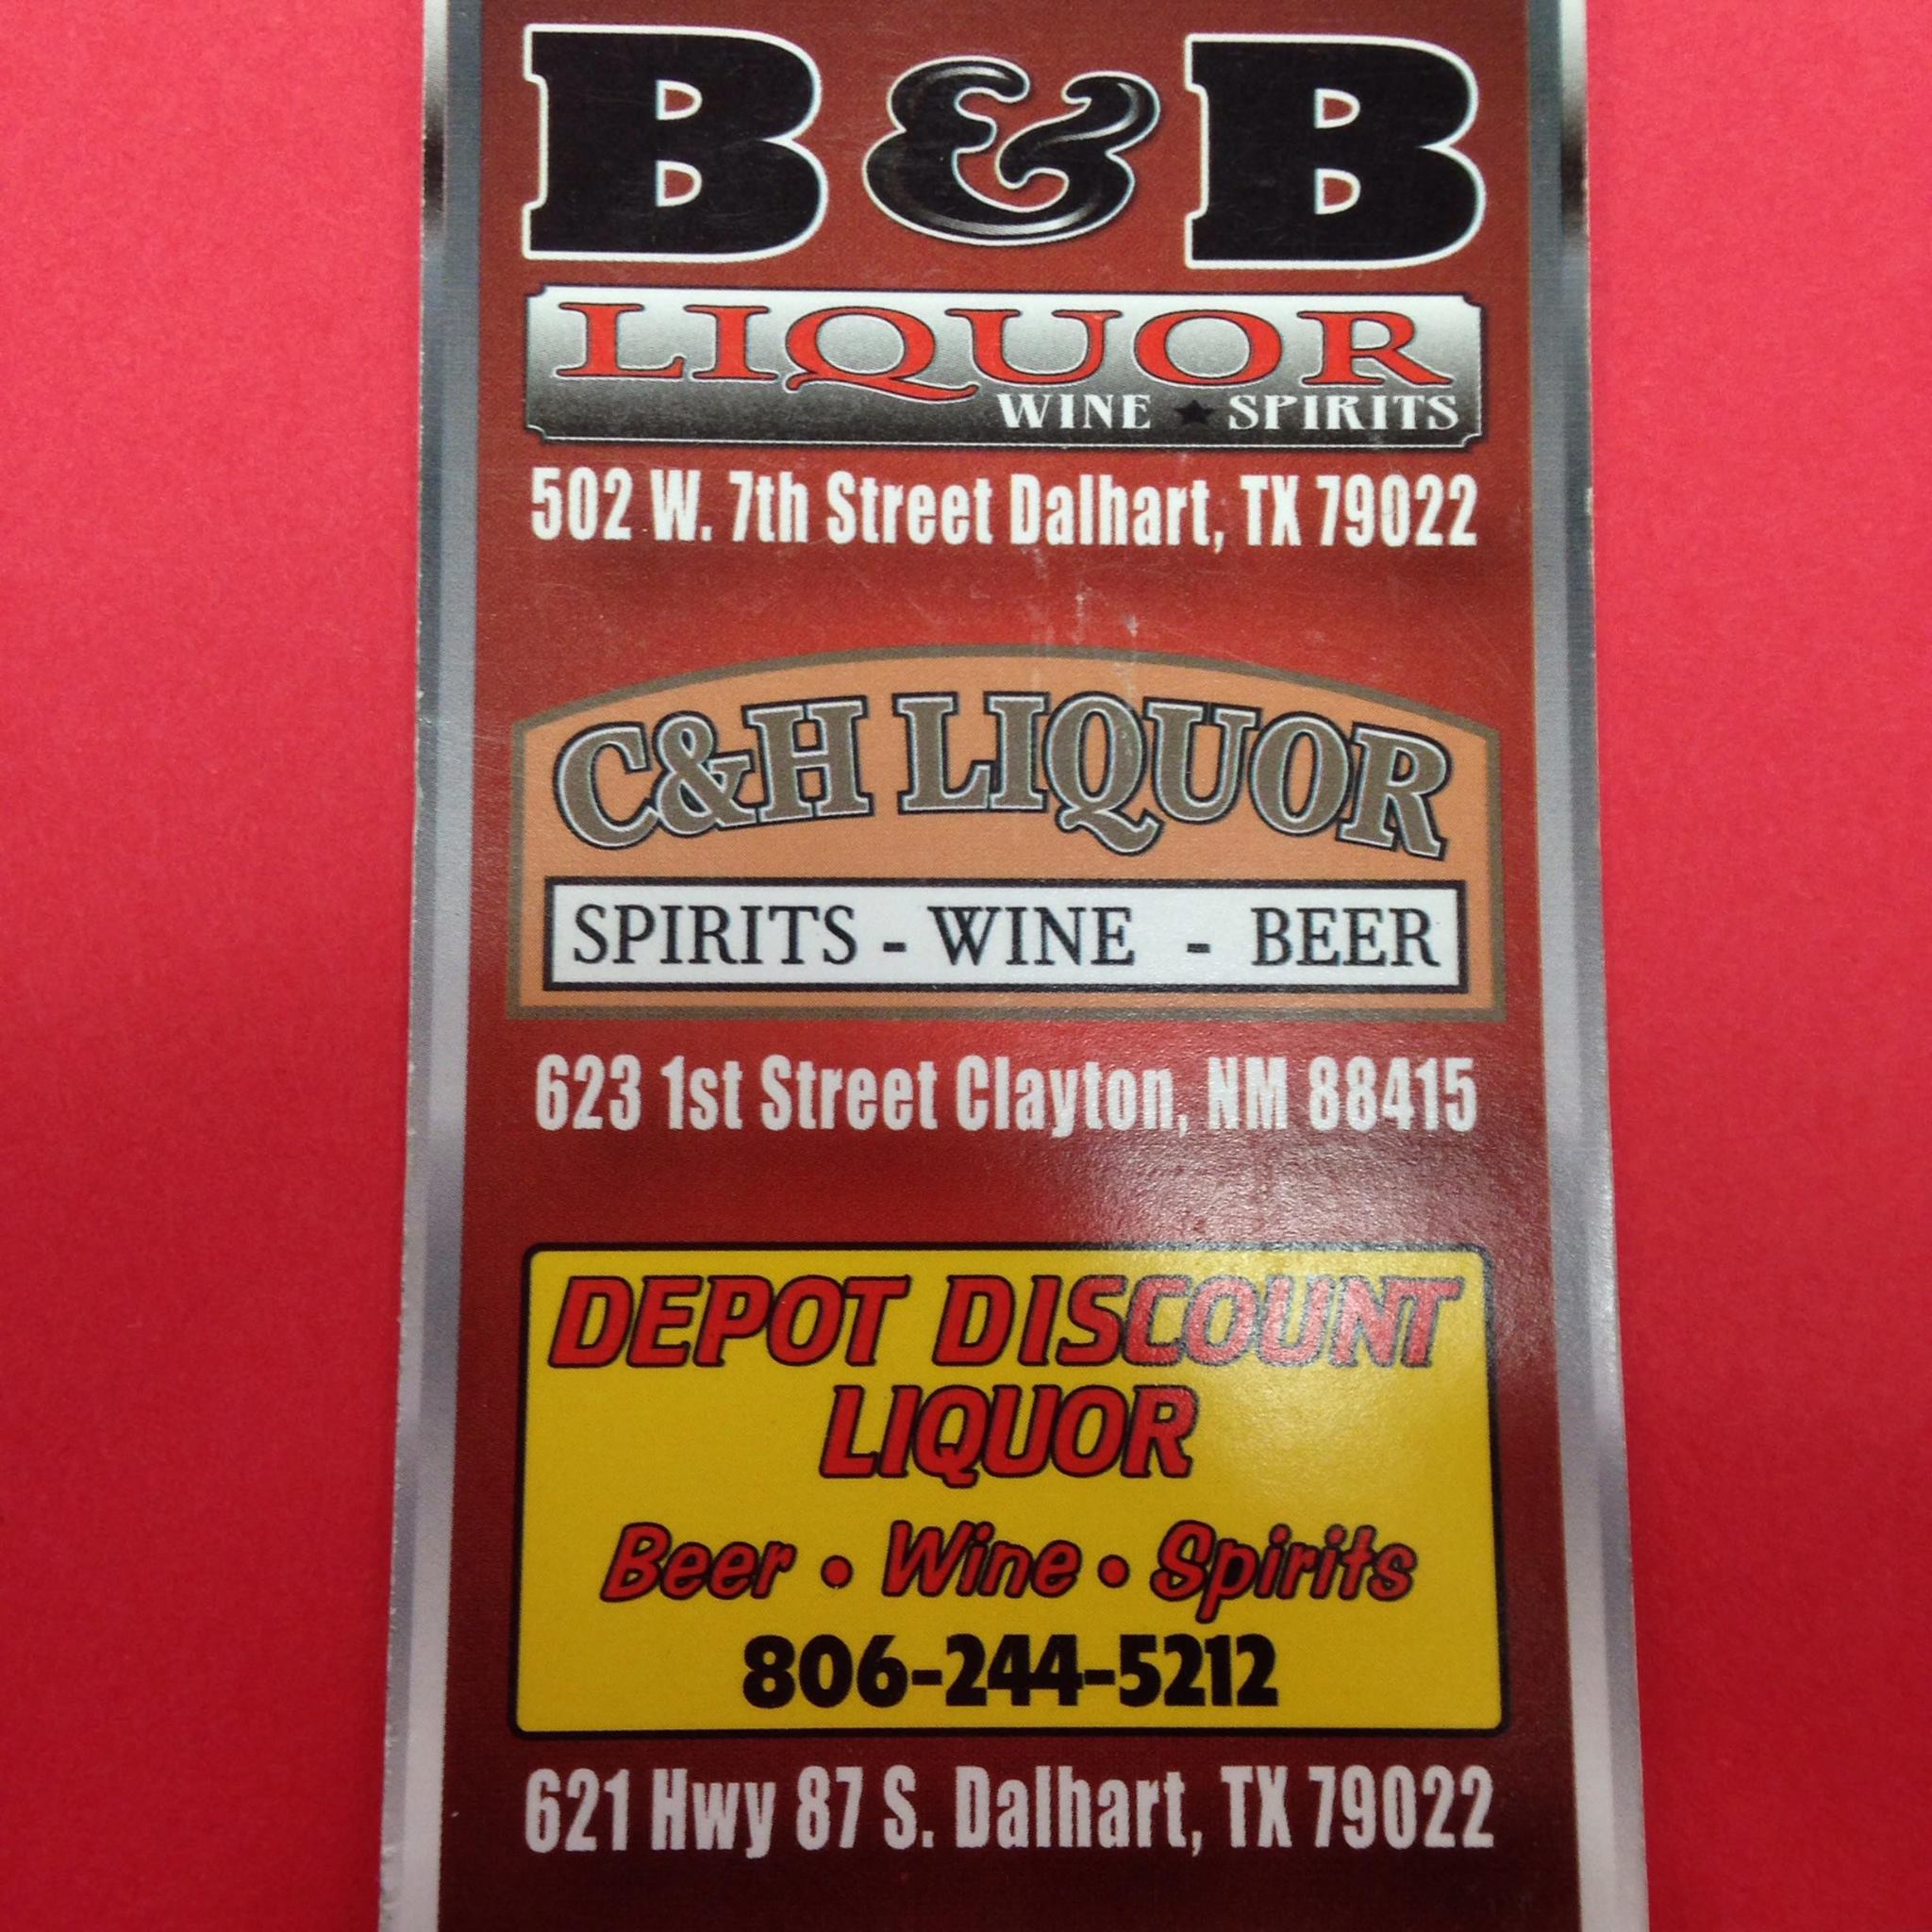 B & B
LIQUOR
WINE ★ SPIRITS
502 W. 7th Street Dalhart, TX 79022
C&H LIQUOR
SPIRITS - WINE - BEER
623 1st Street Clayton, NM 88415
DEPOT DISCOUNT
LIQUOR
Beer • Wine • Spirits
806-244-5212
621 Hwy 87 S. Dalhart, TX 79022